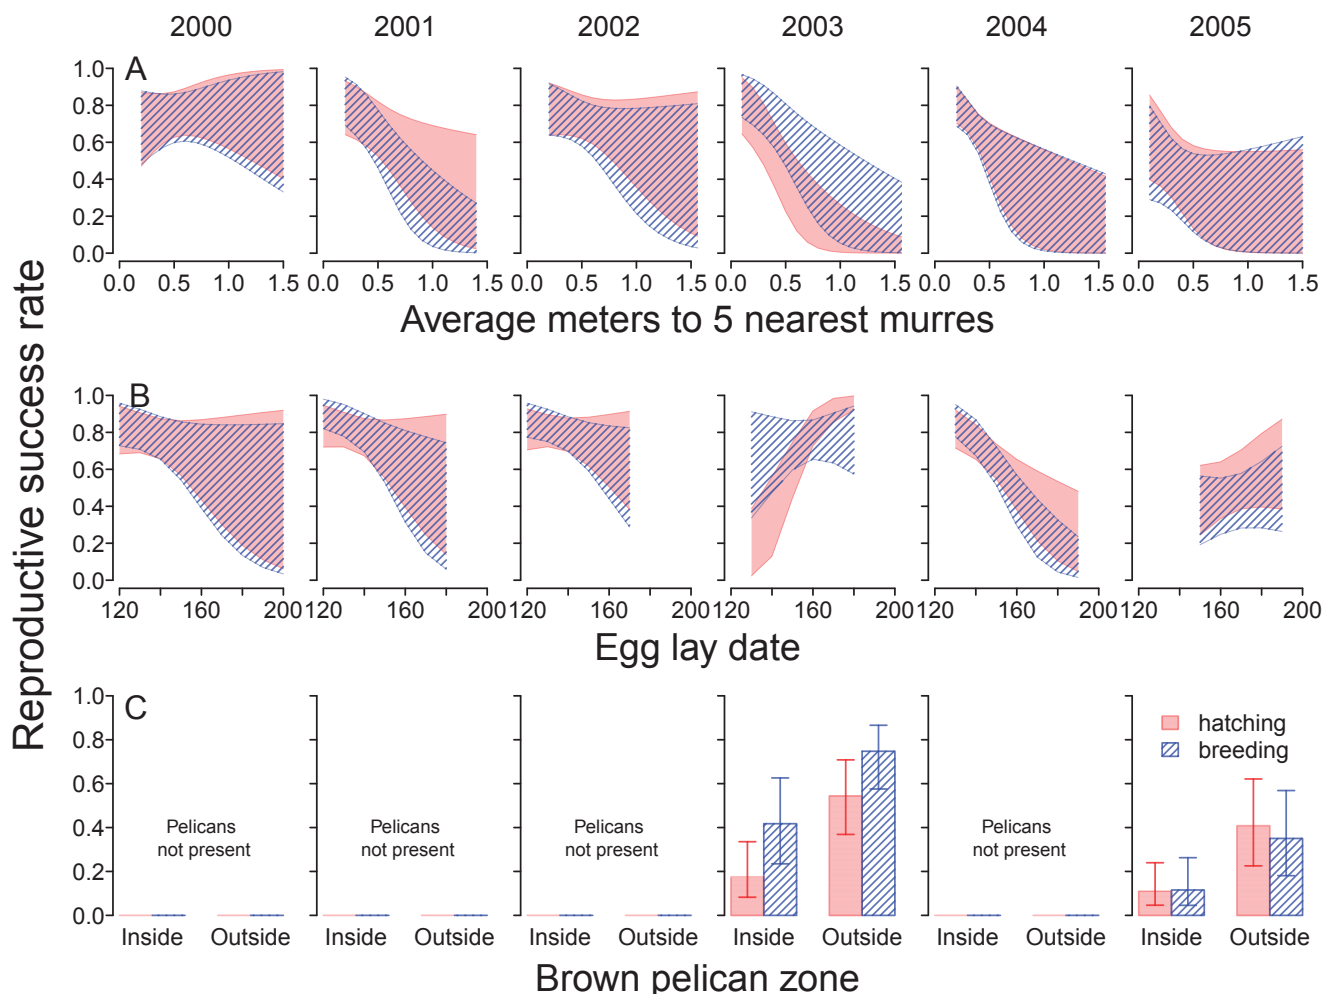 2000 2001 2002 2003 2004 2005
Reproductive success rate
A
1.0
0.8
0.6
0.4
0.2
0.0
0.0 0.5 1.0 1.5 0.0 0.5 1.0 1.5 0.0 0.5 1.0 1.5 0.0 0.5 1.0 1.5 0.0 0.5 1.0 1.5 0.0 0.5 1.0 1.5
Average meters to 5 nearest murres
B
1.0
0.8
0.6
0.4
0.2
0.0
120 160 200 120 160 200 120 160 200 120 160 200 120 160 200 120 160 200
Egg lay date
C
1.0
0.8
0.6
0.4
0.2
0.0
Pelicans
not present
Pelicans
not present
Pelicans
not present
Pelicans
not present
hatching
breeding
Inside Outside Inside Outside Inside Outside Inside Outside Inside Outside Inside Outside
Brown pelican zone